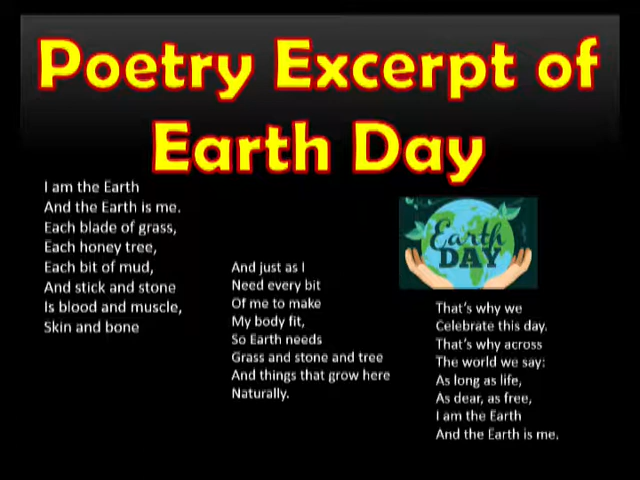 Poetry Excerpt of
Earth Day
I am the Earth
And the Earth is me.
Each blade of grass,
Each honey tree,
Each bit of mud,
And stick and stone
Is blood and muscle,
Skin and bone
And just as I
Need every bit
Of me to make
My body fit,
So Earth needs
Grass and stone and tree
And things that grow here
Naturally.
Earth
DAY
That's why we
Celebrate this day.
That's why across
The world we say:
As long as life,
As dear, as free,
I am the Earth
And the Earth is me.